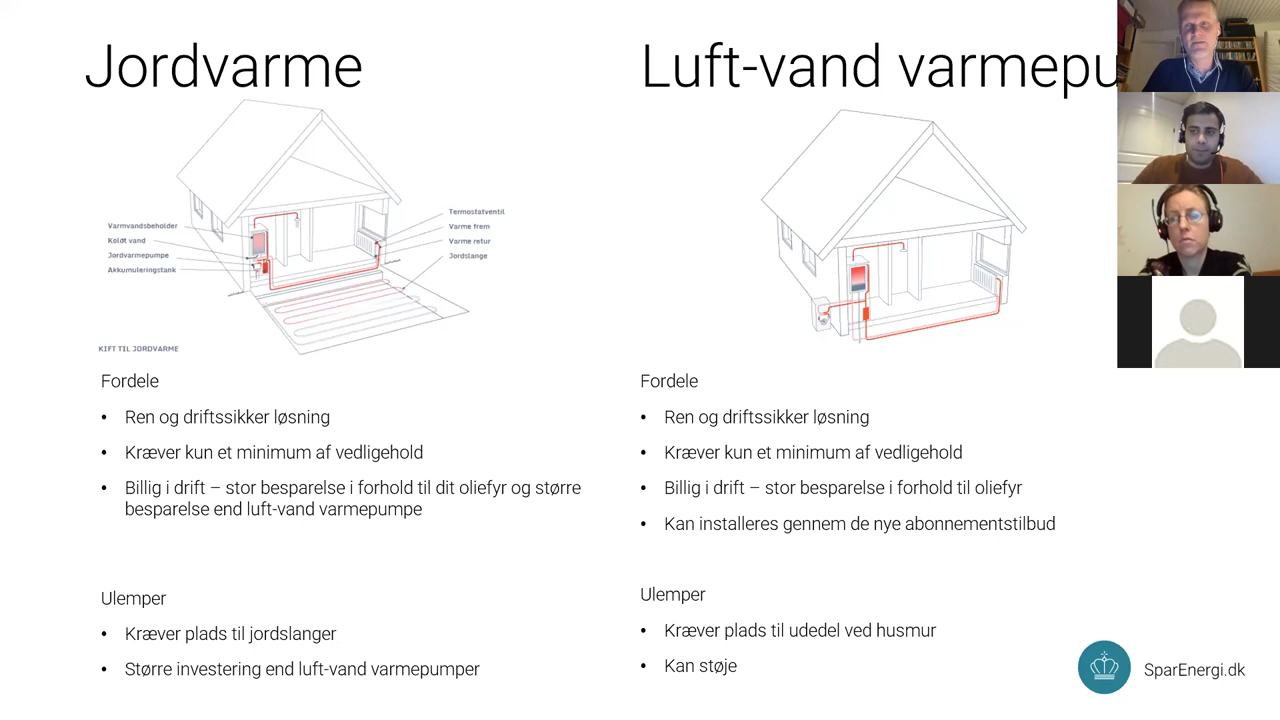 Jordvarme
Varmvandsbeholder
Koldt vand
Jordvarmepumpe
Akkumuleringstank
Termostatventil
Varme frem
Varme retur
Jordslange
KIFT TIL JORDVARME
Fordele
• Ren og driftssikker løsning
• Kræver kun et minimum af vedligehold
• Billig i drift – stor besparelse i forhold til dit oliefyr og større
besparelse end luft-vand varmepumpe
Ulemper
• Kræver plads til jordslanger
• Større investering end luft-vand varmepumper
Luft-vand varmepu
Fordele
• Ren og driftssikker løsning
• Kræver kun et minimum af vedligehold
• Billig i drift – stor besparelse i forhold til oliefyr
• Kan installeres gennem de nye abonnementstilbud
Ulemper
• Kræver plads til udedel ved husmur
• Kan støje
SparEnergi.dk